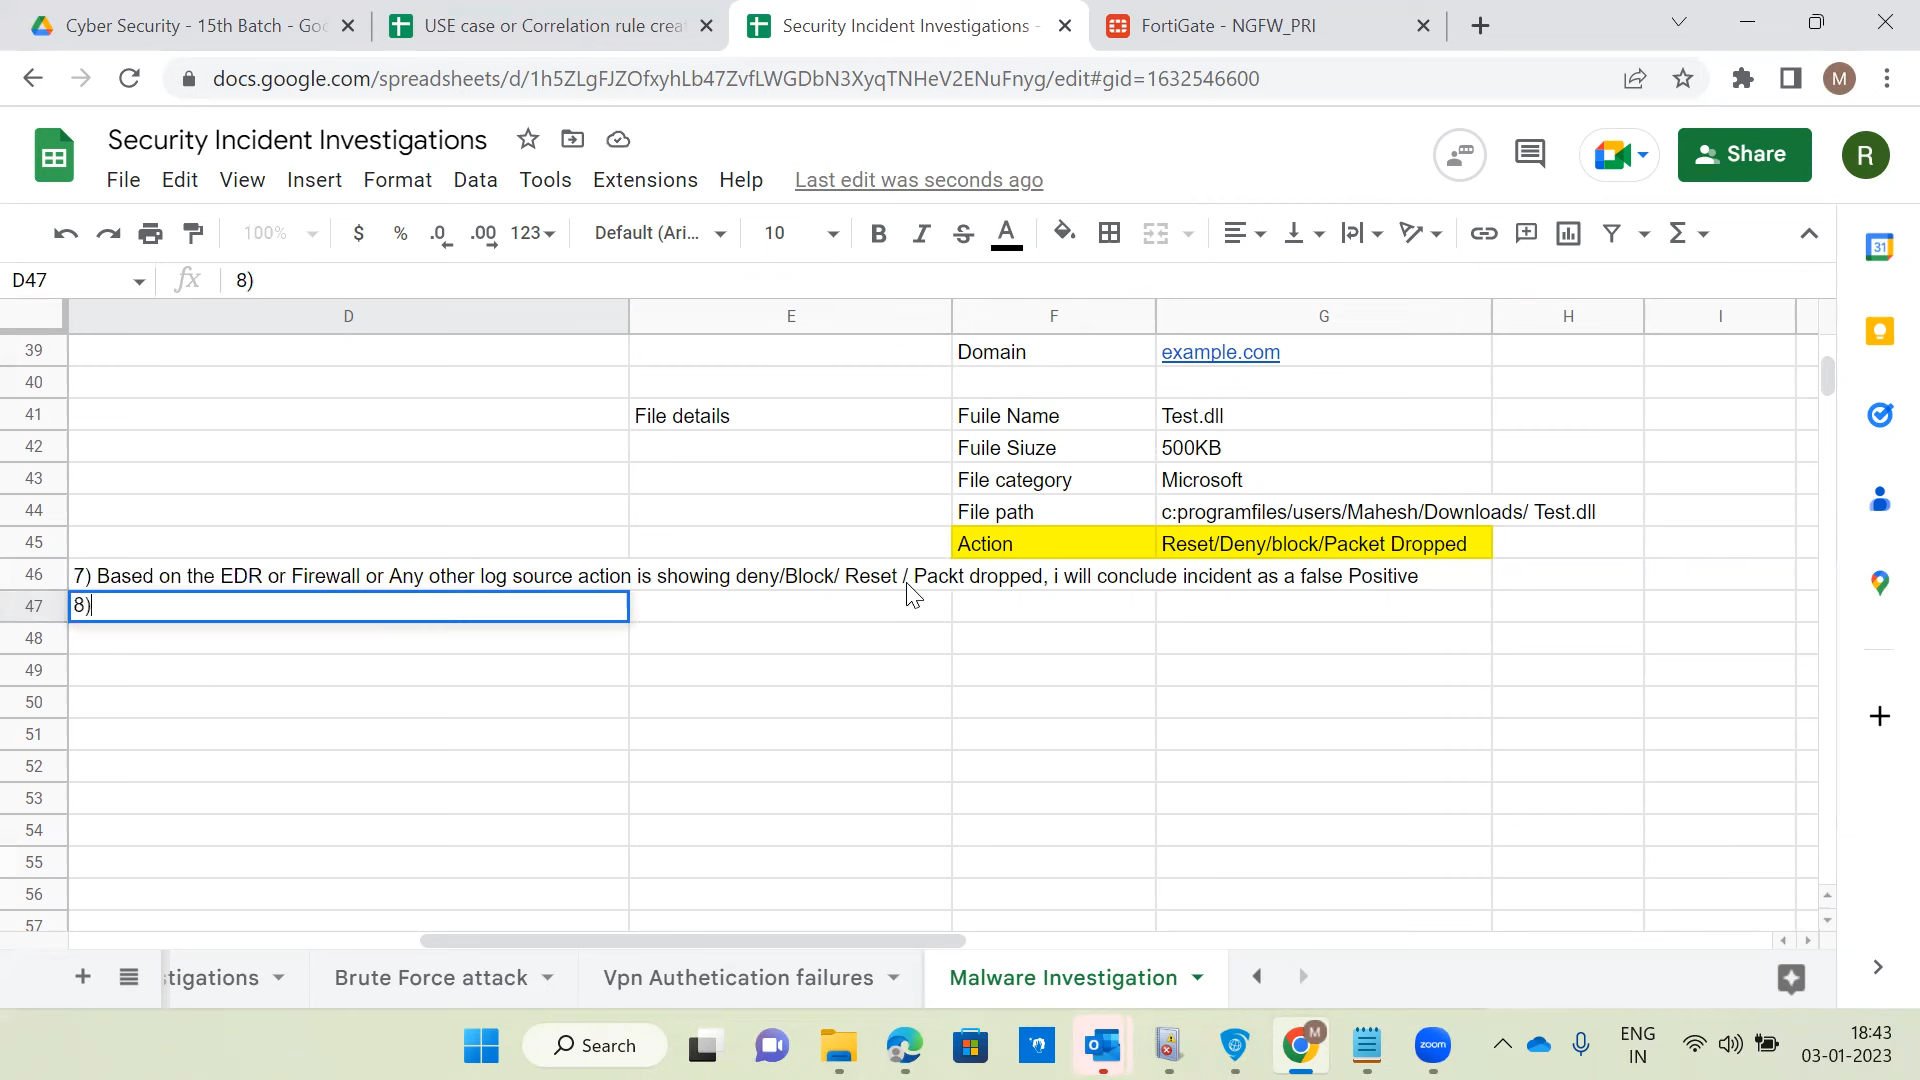 Cyber Security - 15th Batch - Goo
USE case or Correlation rule crea
Security Incident Investigations -
FortiGate - NGFW_PRI
docs.google.com/spreadsheets/d/1h5ZLgFJZOfxyhLb47ZvfLWGDbN3XyqTNHeV2ENuFnyg/edit#gid=1632546600
M
Security Incident Investigations
Share
R
File Edit View Insert Format Data Tools Extensions Help Last edit was seconds ago
100% $ % .0 .00 123 Default (Ari... 10 B I S A
31
D47 fx 8)
D E F G H I
39 Domain example.com
40
41 File details Fuile Name Test.dll
42 Fuile Siuze 500KB
43 File category Microsoft
44 File path c:programfiles/users/Mahesh/Downloads/ Test.dll
45 Action Reset/Deny/block/Packet Dropped
46 7) Based on the EDR or Firewall or Any other log source action is showing deny/Block/ Reset / Packt dropped, i will conclude incident as a false Positive
47 8)
48
49
50
51
52
53
54
55
56
57
tigations Brute Force attack Vpn Authetication failures Malware Investigation
Search
M
zoom
ENG
IN
18:43
03-01-2023